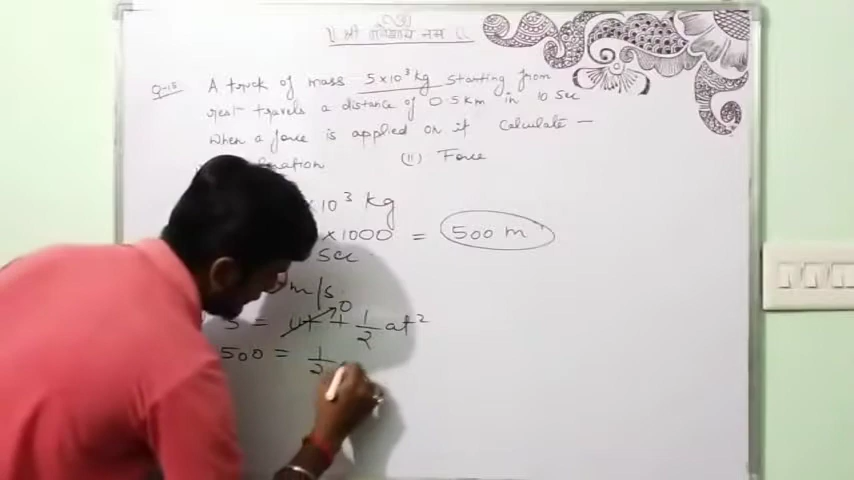 ॥ श्री गणेशाय नमः ॥
Q-15 A truck of mass 5×10³ kg starting from
rest travels a distance of 0.5 km in 10 Sec
when a force is applied on it Calculate —
(II) Force
×10³ kg
×1000 = 500 m
Sec
m/s
S = ut 0 + 1/2 at²
500 = 1/2